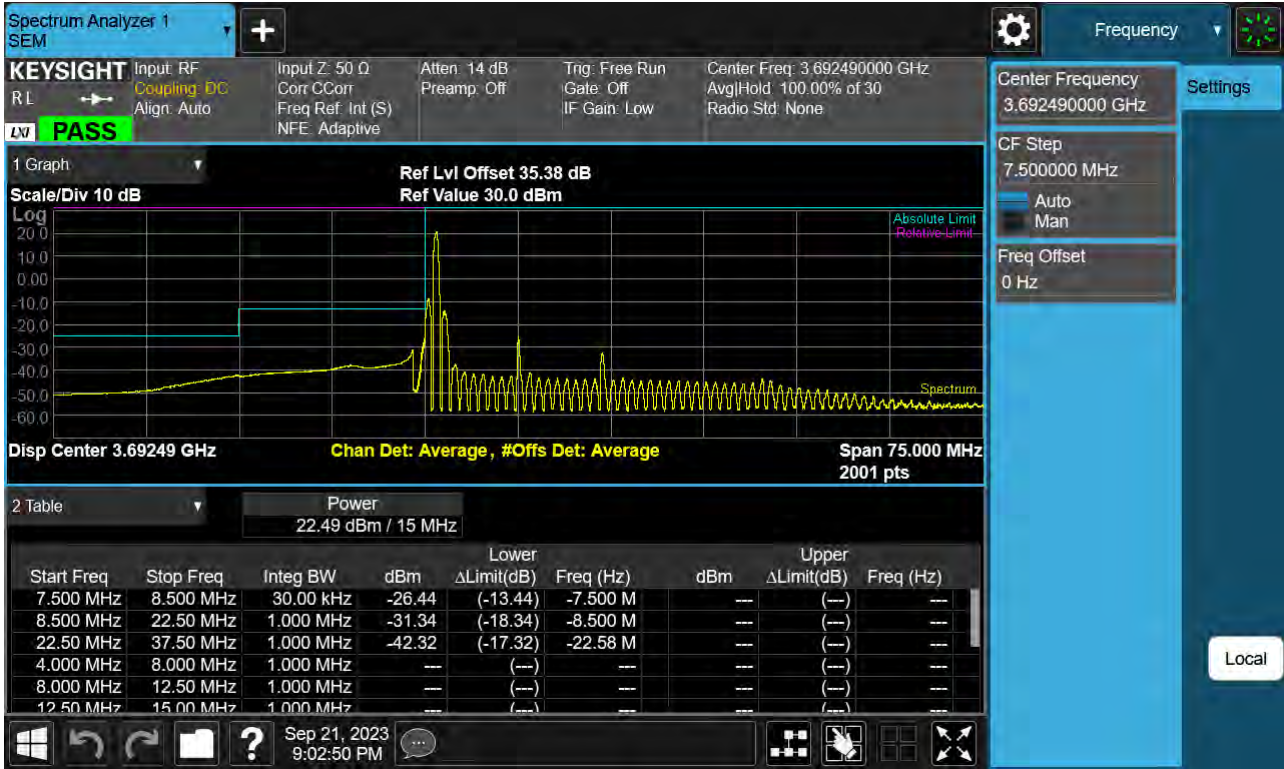 Spectrum Analyzer 1
SEM
Frequency
KEYSIGHT
RL
LXI PASS
Input: RF
Coupling: DC
Align: Auto
Input Z: 50 Ω
Corr CCorr
Freq Ref: Int (S)
NFE: Adaptive
Atten: 14 dB
Preamp: Off
Trig: Free Run
Gate: Off
IF Gain: Low
Center Freq: 3.692490000 GHz
Avg|Hold: 100.00% of 30
Radio Std: None
Center Frequency
3.692490000 GHz
Settings
CF Step
7.500000 MHz
Auto
Man
Freq Offset
0 Hz
Local
1 Graph
Ref Lvl Offset 35.38 dB
Scale/Div 10 dB
Ref Value 30.0 dBm
Log
Absolute Limit
Relative Limit
20.0
10.0
0.00
-10.0
-20.0
-30.0
-40.0
-50.0
-60.0
Spectrum
Disp Center 3.69249 GHz
Chan Det: Average, #Offs Det: Average
Span 75.000 MHz
2001 pts
2 Table
Power
22.49 dBm / 15 MHz
Lower Upper
Start Freq Stop Freq Integ BW dBm ΔLimit(dB) Freq (Hz) dBm ΔLimit(dB) Freq (Hz)
7.500 MHz 8.500 MHz 30.00 kHz -26.44 (-13.44) -7.500 M --- (---) ---
8.500 MHz 22.50 MHz 1.000 MHz -31.34 (-18.34) -8.500 M --- (---) ---
22.50 MHz 37.50 MHz 1.000 MHz -42.32 (-17.32) -22.58 M --- (---) ---
4.000 MHz 8.000 MHz 1.000 MHz --- (---) --- --- (---) ---
8.000 MHz 12.50 MHz 1.000 MHz --- (---) --- --- (---) ---
12.50 MHz 15.00 MHz 1.000 MHz --- (---) --- --- (---) ---
Sep 21, 2023
9:02:50 PM